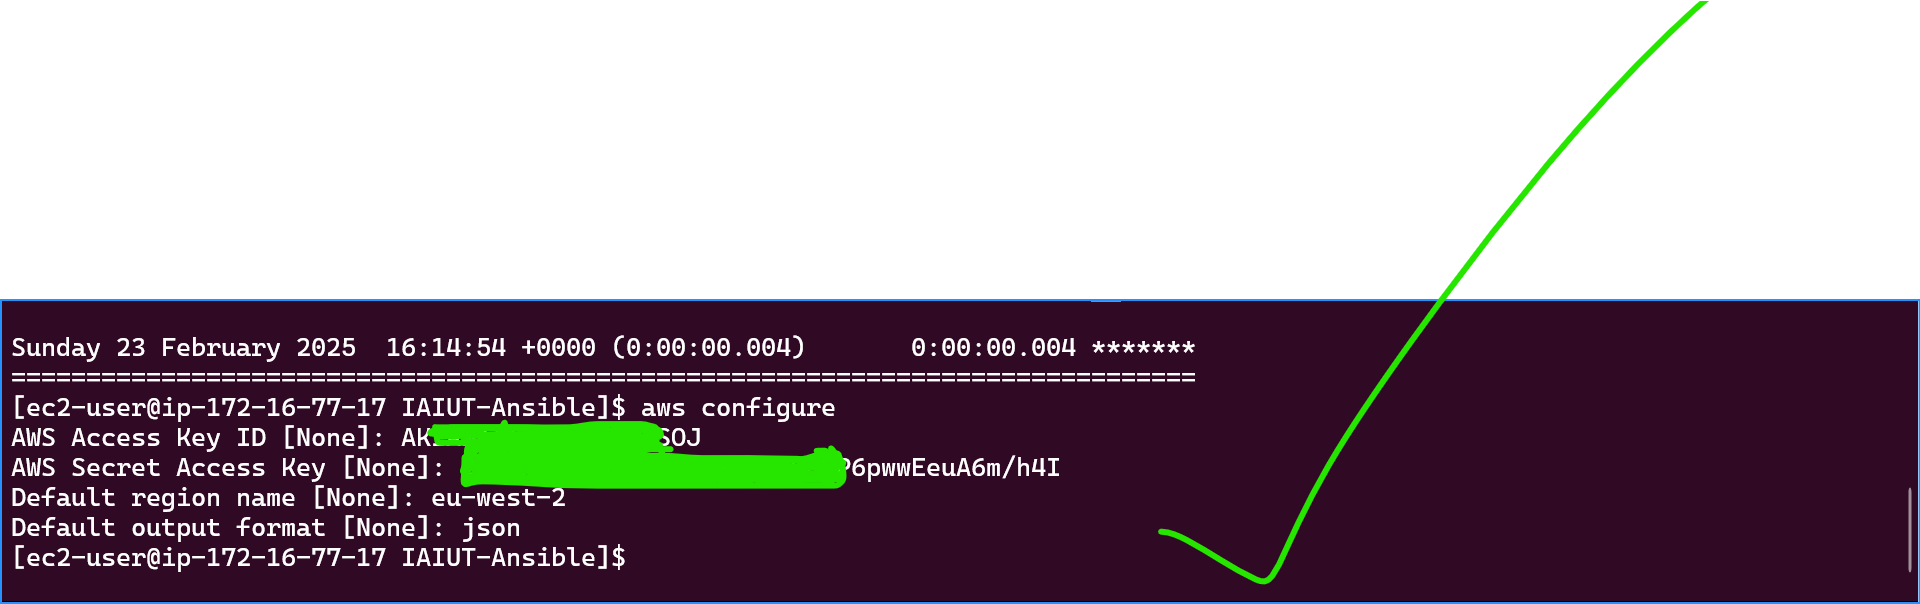 Sunday 23 February 2025  16:14:54 +0000 (0:00:00.004)       0:00:00.004 *******
===============================================================================
[ec2-user@ip-172-16-77-17 IAIUT-Ansible]$ aws configure
AWS Access Key ID [None]: AK SOJ
AWS Secret Access Key [None]: P6pwwEeuA6m/h4I
Default region name [None]: eu-west-2
Default output format [None]: json
[ec2-user@ip-172-16-77-17 IAIUT-Ansible]$